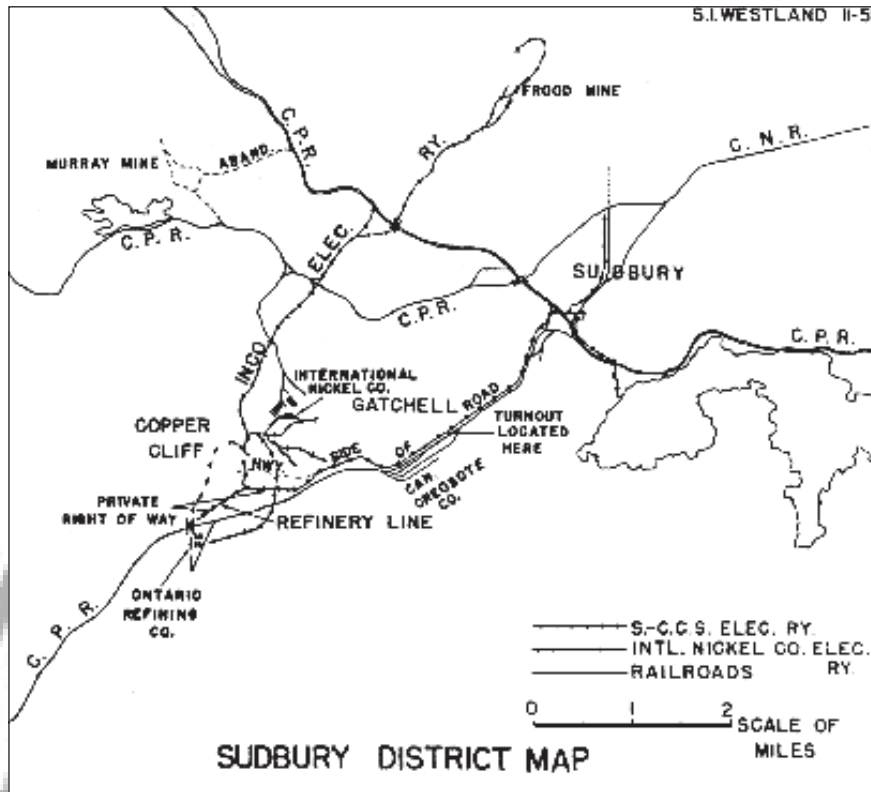 S.I. WESTLAND 11-5
FROOD MINE
C.P.R.
RY.
C.N.R.
MURRAY MINE
ABAND.
ELEC.
C.P.R.
SUDBURY
C.P.R.
C.P.R.
INCO
INTERNATIONAL
NICKEL CO.
GATCHELL
ROAD
TURNOUT
LOCATED
HERE
COPPER
CLIFF
HWY
SIDE
OF
CAN.
CREOSOTE
CO.
PRIVATE
RIGHT OF WAY
REFINERY LINE
ONTARIO
REFINING
CO.
C.P.R.
S.-C.C.S. ELEC. RY.
INTL. NICKEL CO. ELEC.
RY.
RAILROADS
0 1 2
SCALE OF
MILES
SUDBURY DISTRICT MAP